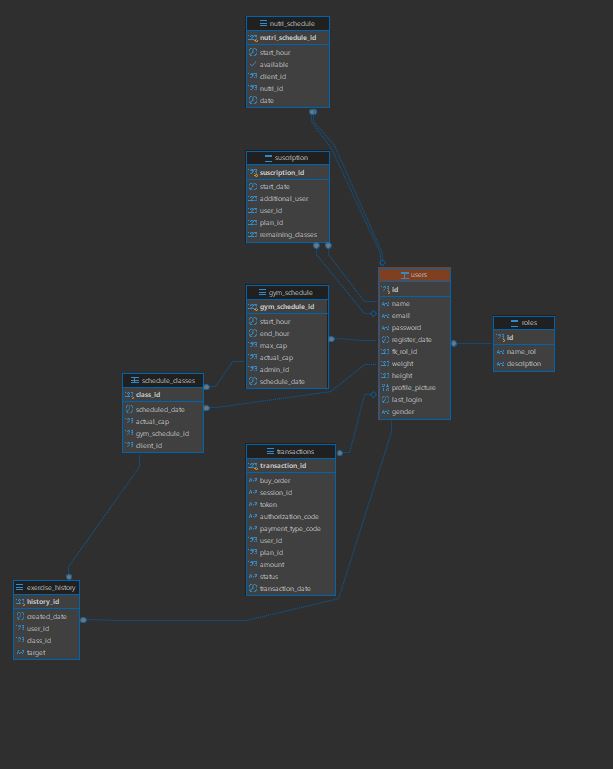 nutri_schedule
nutri_schedule_id
start_hour
available
client_id
nutri_id
date
suscription
suscription_id
start_date
additional_user
user_id
plan_id
remaining_classes
users
id
name
email
password
register_date
fk_rol_id
weight
height
profile_picture
last_login
gender
gym_schedule
gym_schedule_id
start_hour
end_hour
max_cap
actual_cap
admin_id
schedule_date
roles
id
name_rol
description
schedule_classes
class_id
scheduled_date
actual_cap
gym_schedule_id
client_id
transactions
transaction_id
buy_order
session_id
token
authorization_code
payment_type_code
user_id
plan_id
amount
status
transaction_date
exercise_history
history_id
created_date
user_id
class_id
target